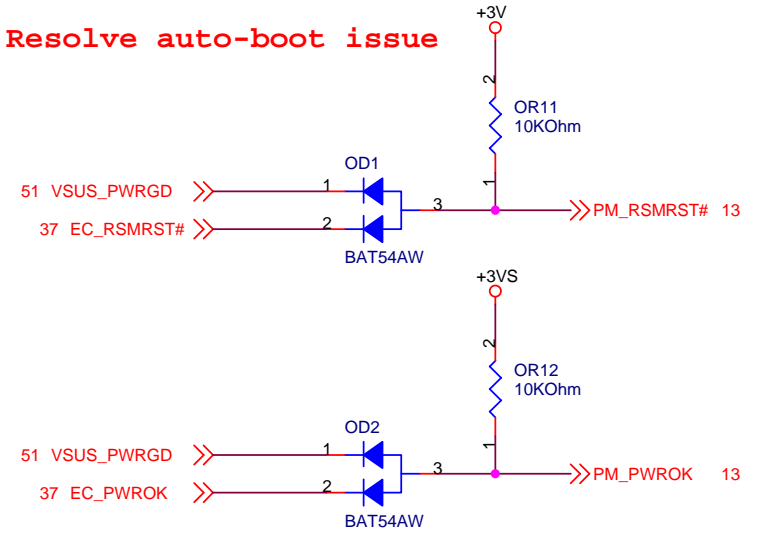 +3V
Resolve auto-boot issue
2
OR11
10KOhm
OD1
1
51 VSUS_PWRGD
1
3
PM_RSMRST# 13
37 EC_RSMRST#
2
BAT54AW
+3VS
2
OR12
10KOhm
OD2
1
51 VSUS_PWRGD
1
3
PM_PWROK 13
37 EC_PWROK
2
BAT54AW